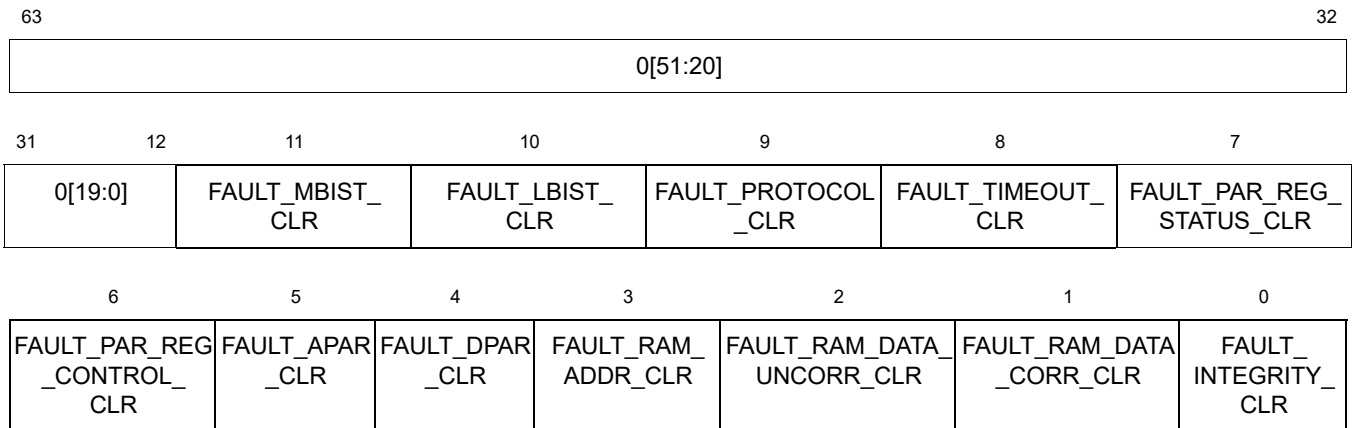 63 32
0[51:20]
31 12 11 10 9 8 7
0[19:0] FAULT_MBIST_ FAULT_LBIST_ FAULT_PROTOCOL FAULT_TIMEOUT_ FAULT_PAR_REG_
CLR CLR _CLR CLR STATUS_CLR
6 5 4 3 2 1 0
FAULT_PAR_REG FAULT_APAR FAULT_DPAR FAULT_RAM_ FAULT_RAM_DATA_ FAULT_RAM_DATA FAULT_
_CONTROL_ _CLR _CLR ADDR_CLR UNCORR_CLR _CORR_CLR INTEGRITY_
CLR CLR